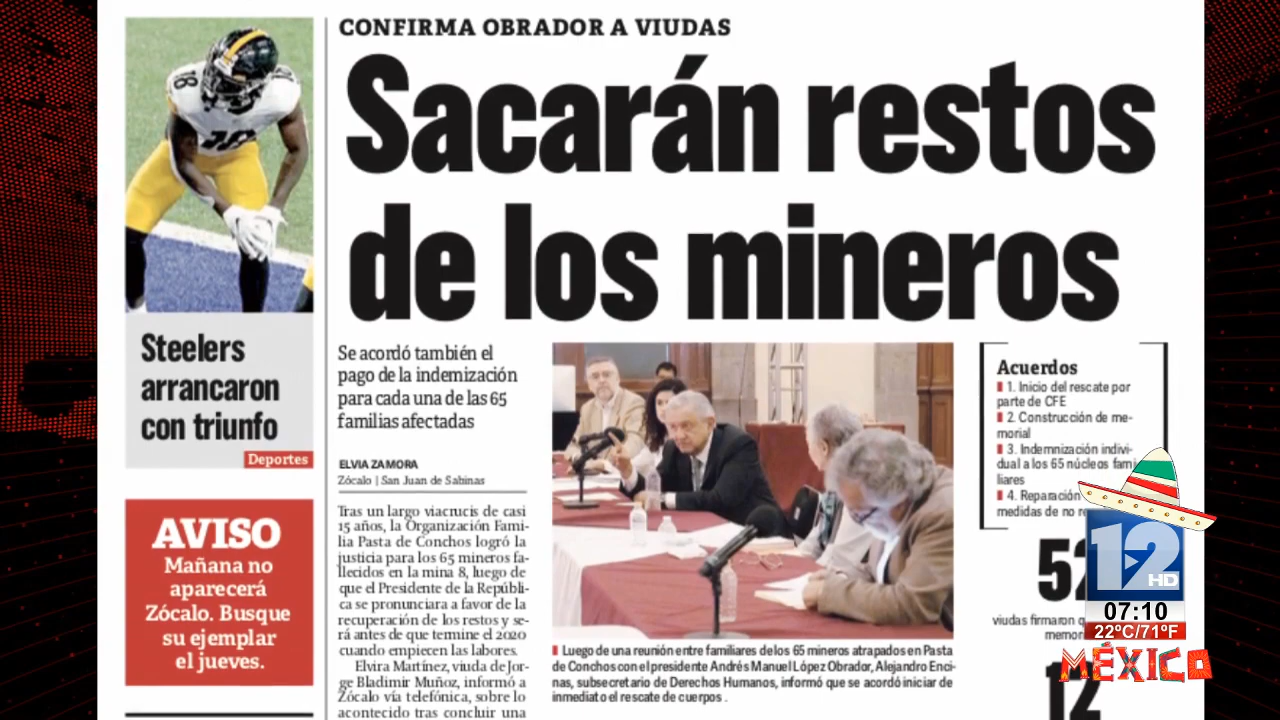 CONFIRMA OBRADOR A VIUDAS
Sacarán restos
de los mineros
18
18
Steelers
arrancaron
con triunfo
Deportes
AVISO
Mañana no
aparecerá
Zócalo. Busque
su ejemplar
el jueves.
Se acordó también el
pago de la indemización
para cada una de las 65
familias afectadas
ELVIA ZAMORA
Zócalo | San Juan de Sabinas
Tras un largo viacrucis de casi
15 años, la Organización Fami-
lia Pasta de Conchos logró la
justicia para los 65 mineros fa-
llecidos en la mina 8, luego de
que el Presidente de la Repúbli-
ca se pronunciara a favor de la
recuperación de los restos y se-
rá antes de que termine el 2020
cuando empiecen las labores.
Elvira Martínez, viuda de Jor-
ge Bladimir Muñoz, informó a
Zócalo vía telefónica, sobre lo
acontecido tras concluir una
Luego de una reunión entre familiares de los 65 mineros atrapados en Pasta
de Conchos con el presidente Andrés Manuel López Obrador, Alejandro Enci-
nas, subsecretario de Derechos Humanos, informó que se acordó iniciar de
inmediato el rescate de cuerpos .
Acuerdos
1. Inicio del rescate por
parte de CFE
2. Construcción de me-
morial
3. Indemnización indivi-
dual a los 65 núcleos fam
liares
4. Reparación
medidas de no
52
viudas firmaron
12
12
HD
07:10
22ºC/71ºF
MÉXICO